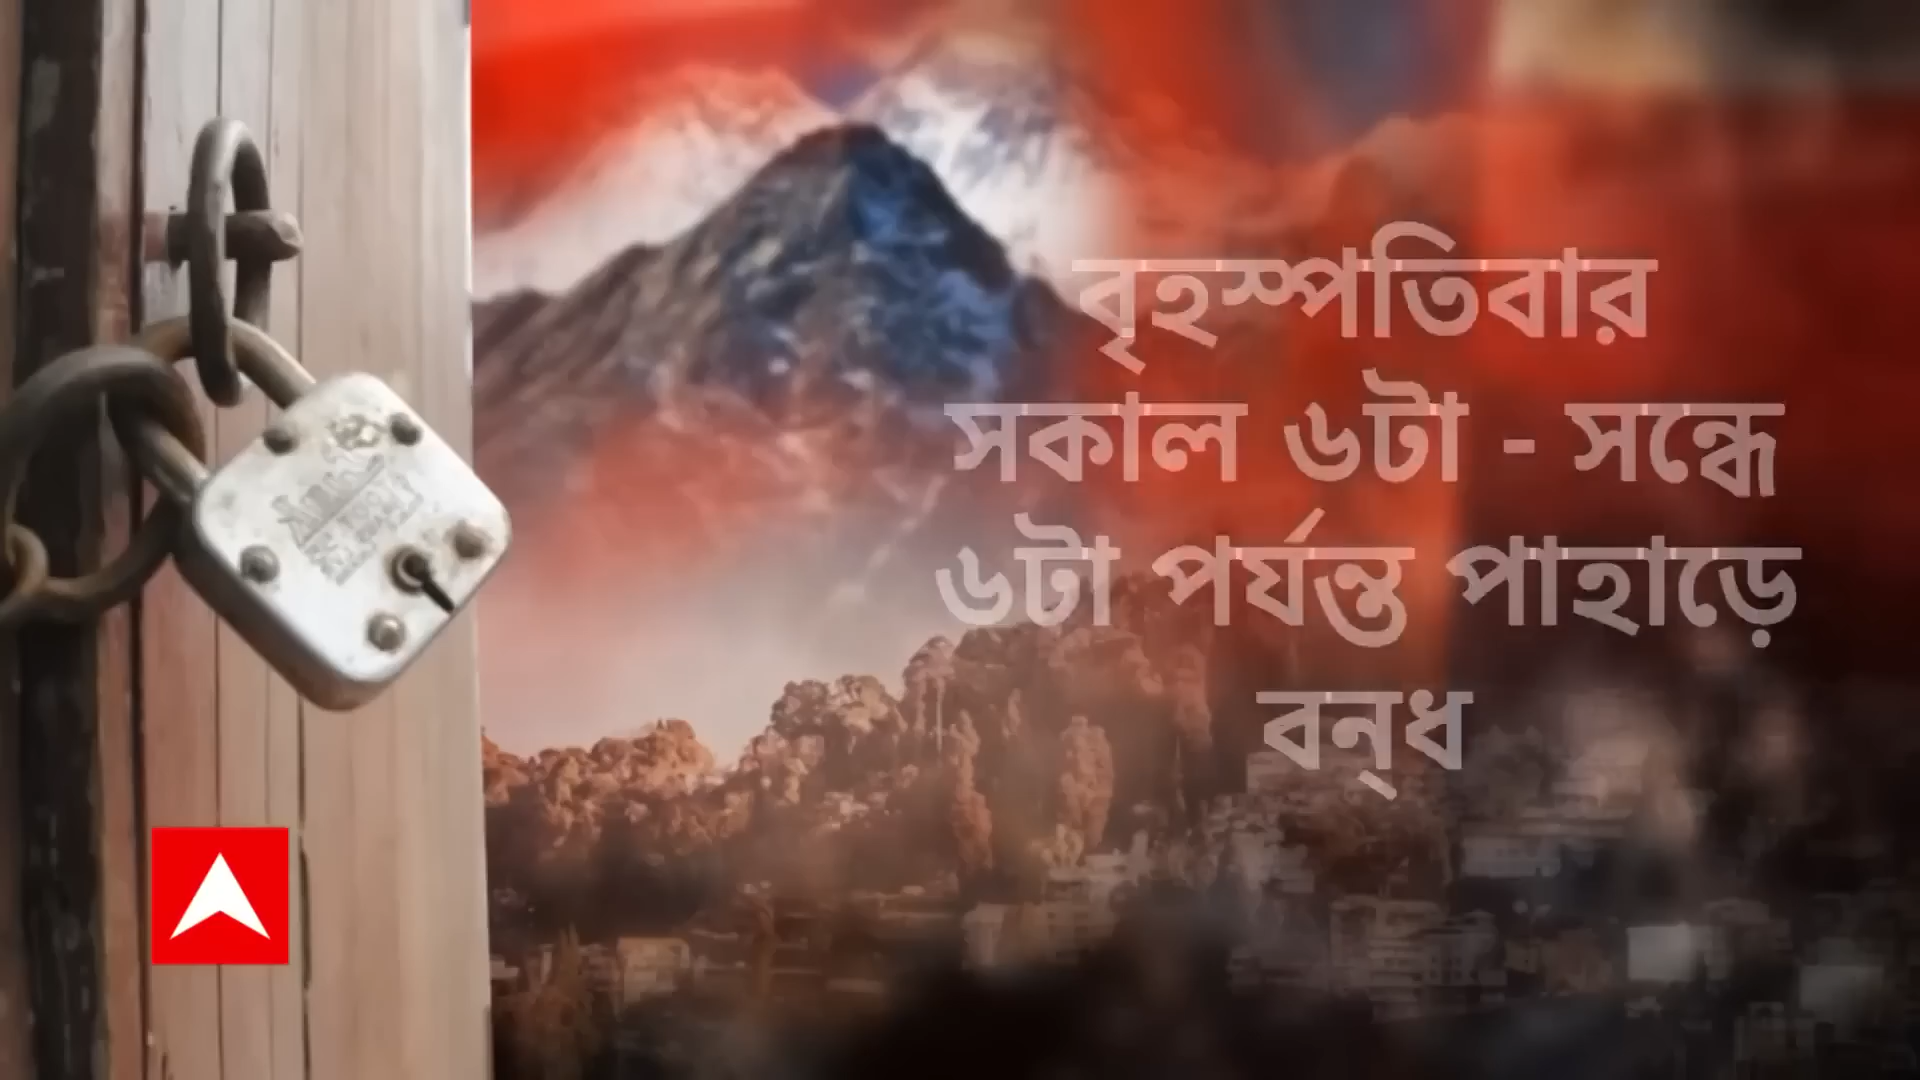 বৃহস্পতিবার
সকাল ৬টা - সন্ধে
৬টা পর্যন্ত পাহাড়ে
বন্‌ধ